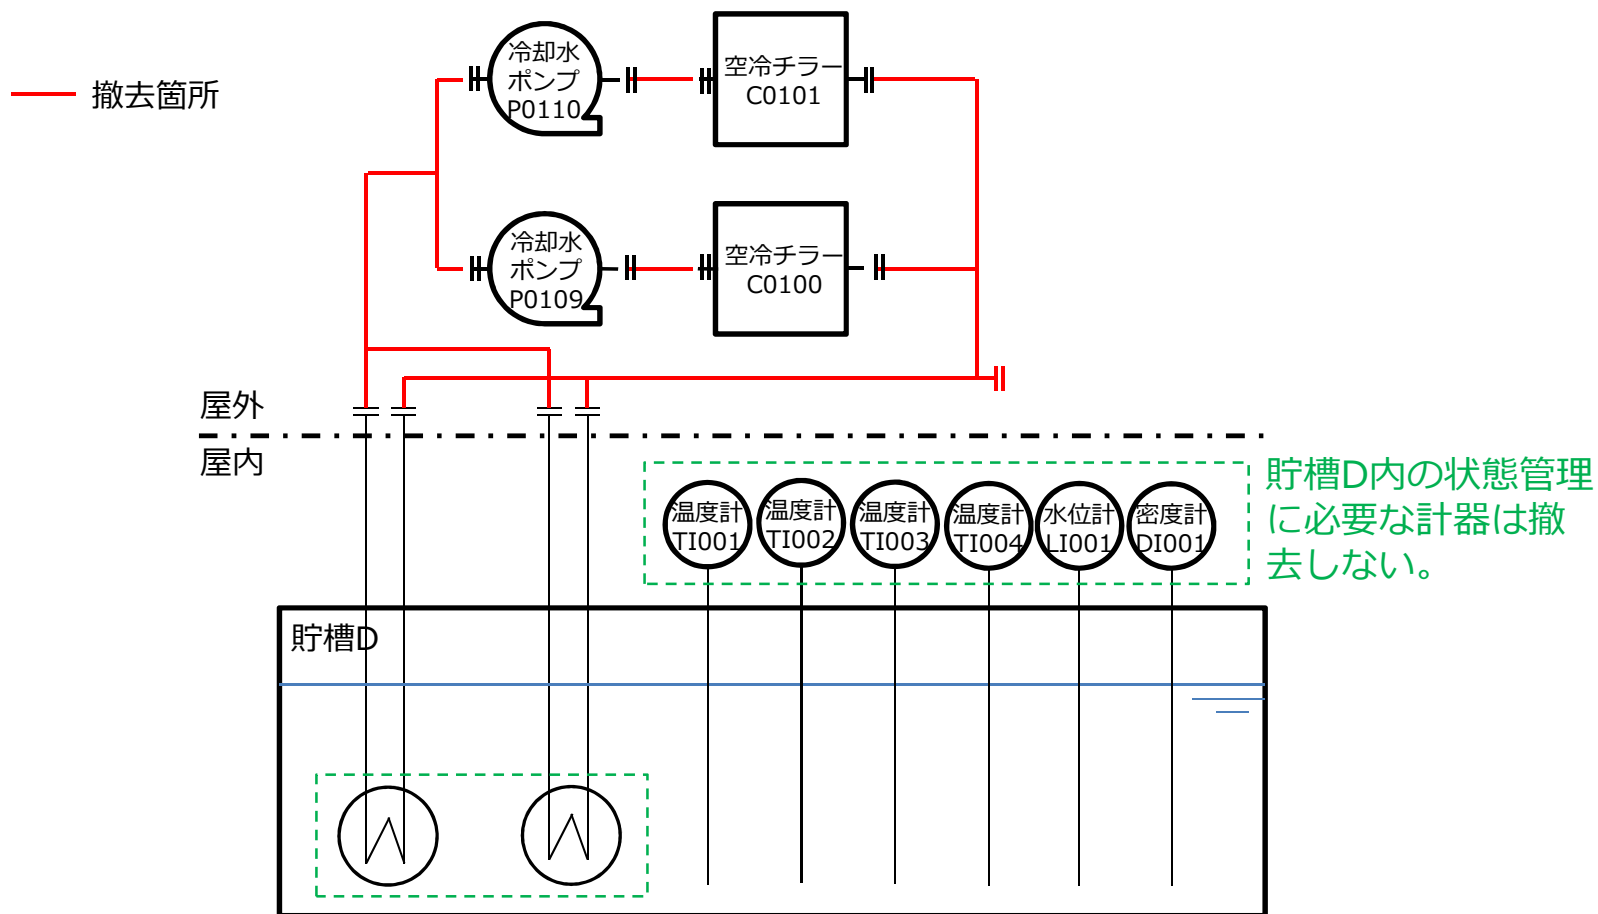 撤去箇所
冷却水
ポンプ
P0110
空冷チラー
C0101
冷却水
ポンプ
P0109
空冷チラー
C0100
屋外
屋内
温度計
TI001
温度計
TI002
温度計
TI003
温度計
TI004
水位計
LI001
密度計
DI001
貯槽D内の状態管理
に必要な計器は撤
去しない。
貯槽D